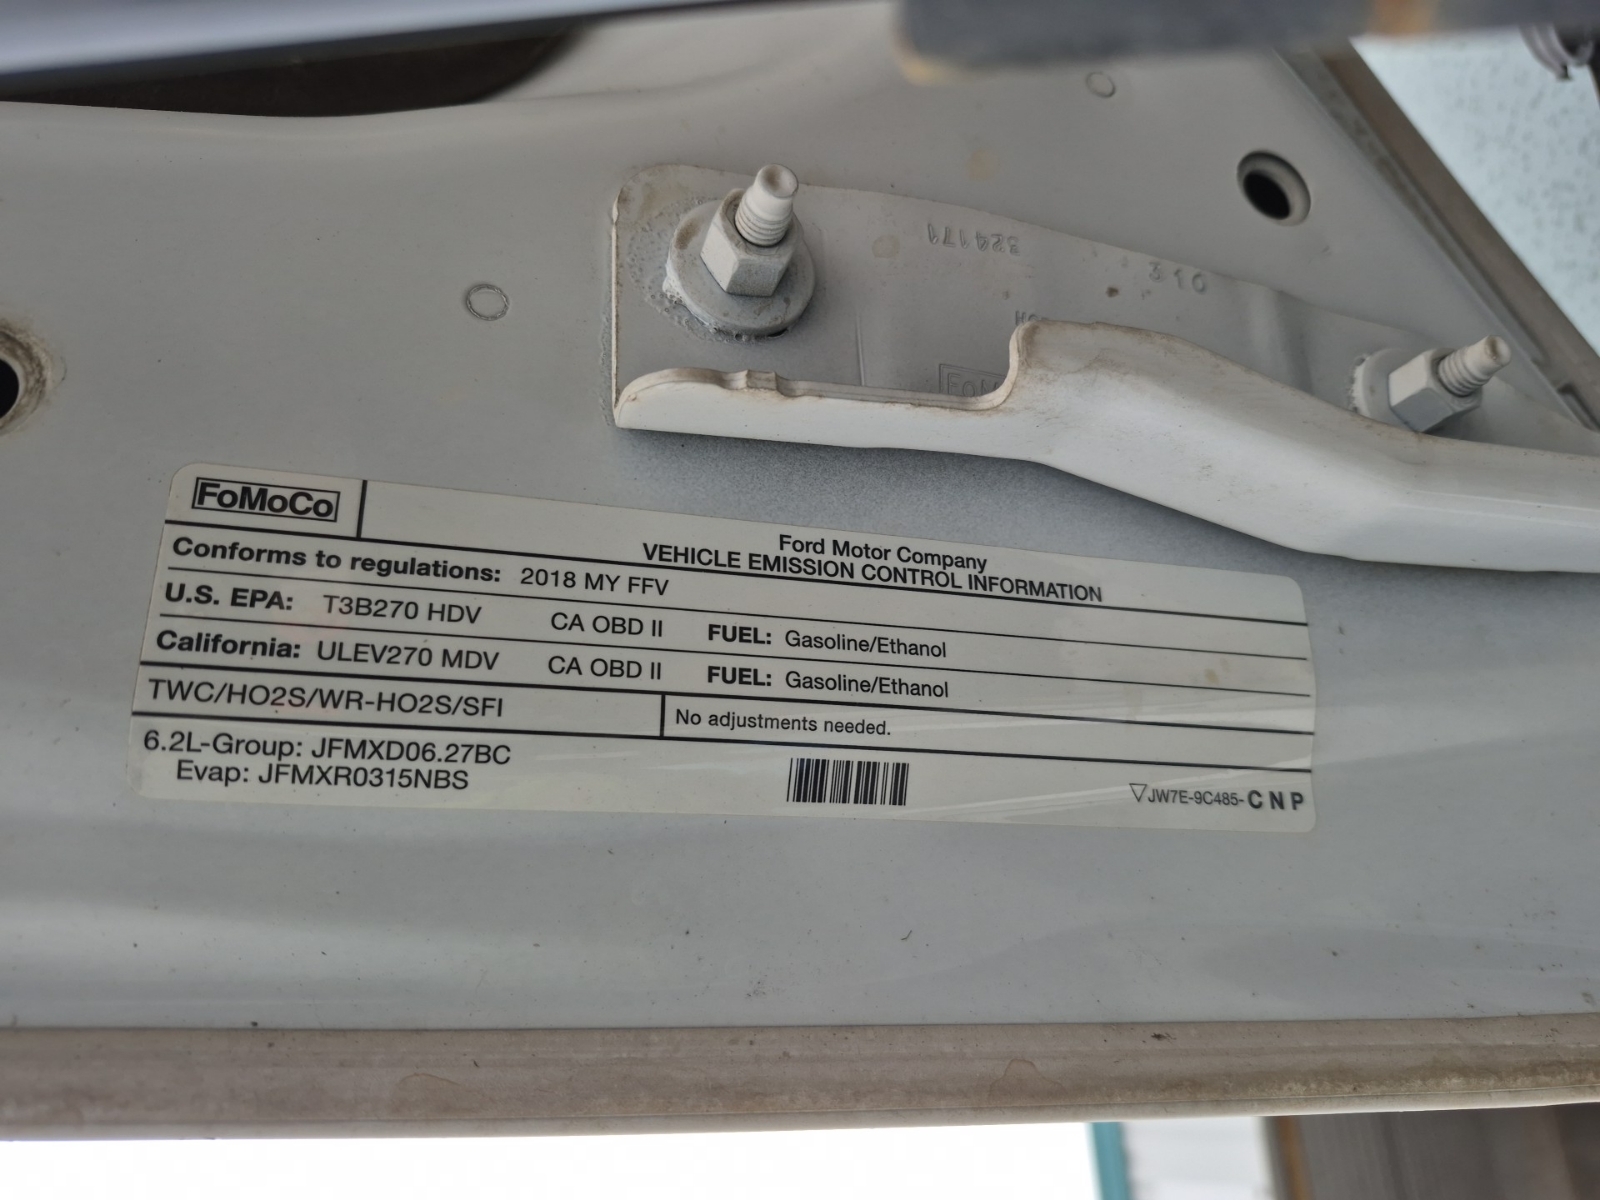 324171
310
FoMoCo
Ford Motor Company
VEHICLE EMISSION CONTROL INFORMATION
Conforms to regulations: 2018 MY FFV
U.S. EPA: T3B270 HDV CA OBD II FUEL: Gasoline/Ethanol
California: ULEV270 MDV CA OBD II FUEL: Gasoline/Ethanol
TWC/HO2S/WR-HO2S/SFI No adjustments needed.
6.2L-Group: JFMXD06.27BC
Evap: JFMXR0315NBS
▽JW7E-9C485-CNP